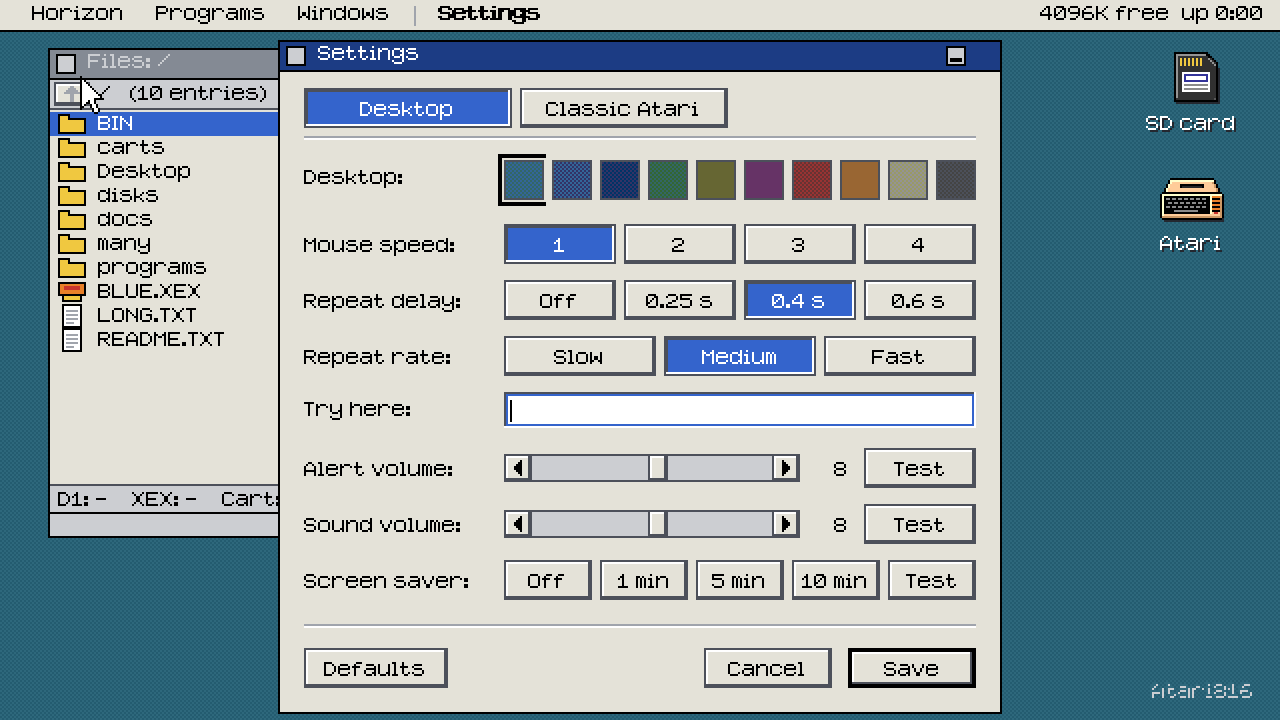 Horizon Programs Windows | Settings 4096K free up 0:00
Files: /
/ (10 entries)
BIN
carts
Desktop
disks
docs
many
programs
BLUE.XEX
LONG.TXT
README.TXT
D1: - XEX: - Cart:
Settings
Desktop Classic Atari
Desktop:
Mouse speed: 1 2 3 4
Repeat delay: Off 0.25 s 0.4 s 0.6 s
Repeat rate: Slow Medium Fast
Try here:
Alert volume: 8 Test
Sound volume: 8 Test
Screen saver: Off 1 min 5 min 10 min Test
Defaults Cancel Save
SD card
Atari
Atari816